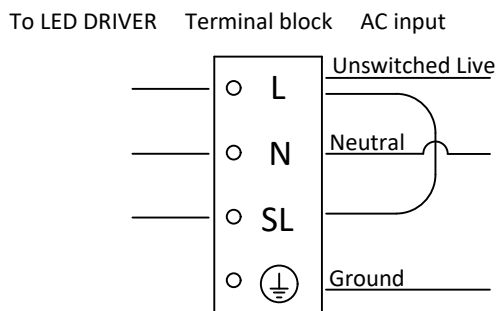 To LED DRIVER Terminal block AC input
Unswitched Live
L
N Neutral
SL
Ground